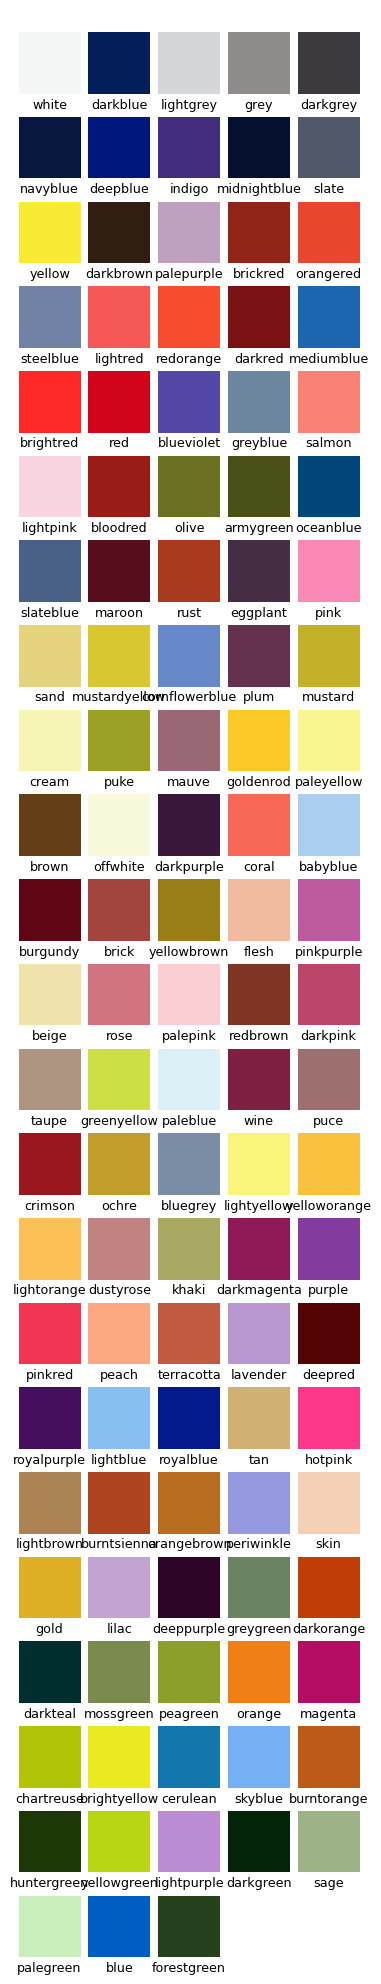 white darkblue lightgrey grey darkgrey
navyblue deepblue indigo midnightblue slate
yellow darkbrown palepurple brickred orangered
steelblue lightred redorange darkred mediumblue
brightred red blueviolet greyblue salmon
lightpink bloodred olive armygreen oceanblue
slateblue maroon rust eggplant pink
sand mustardyellow cornflowerblue plum mustard
cream puke mauve goldenrod paleyellow
brown offwhite darkpurple coral babyblue
burgundy brick yellowbrown flesh pinkpurple
beige rose palepink redbrown darkpink
taupe greenyellow paleblue wine puce
crimson ochre bluegrey lightyellow yelloworange
lightorange dustyrose khaki darkmagenta purple
pinkred peach terracotta lavender deepred
royalpurple lightblue royalblue tan hotpink
lightbrown burntsienna orangebrown periwinkle skin
gold lilac deeppurple greygreen darkorange
darkteal mossgreen peagreen orange magenta
chartreuse brightyellow cerulean skyblue burntorange
huntergreen yellowgreen lightpurple darkgreen sage
palegreen blue forestgreen